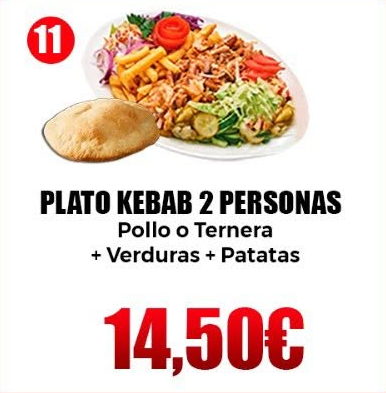 11
PLATO KEBAB 2 PERSONAS
Pollo o Ternera
+ Verduras + Patatas
14,50€